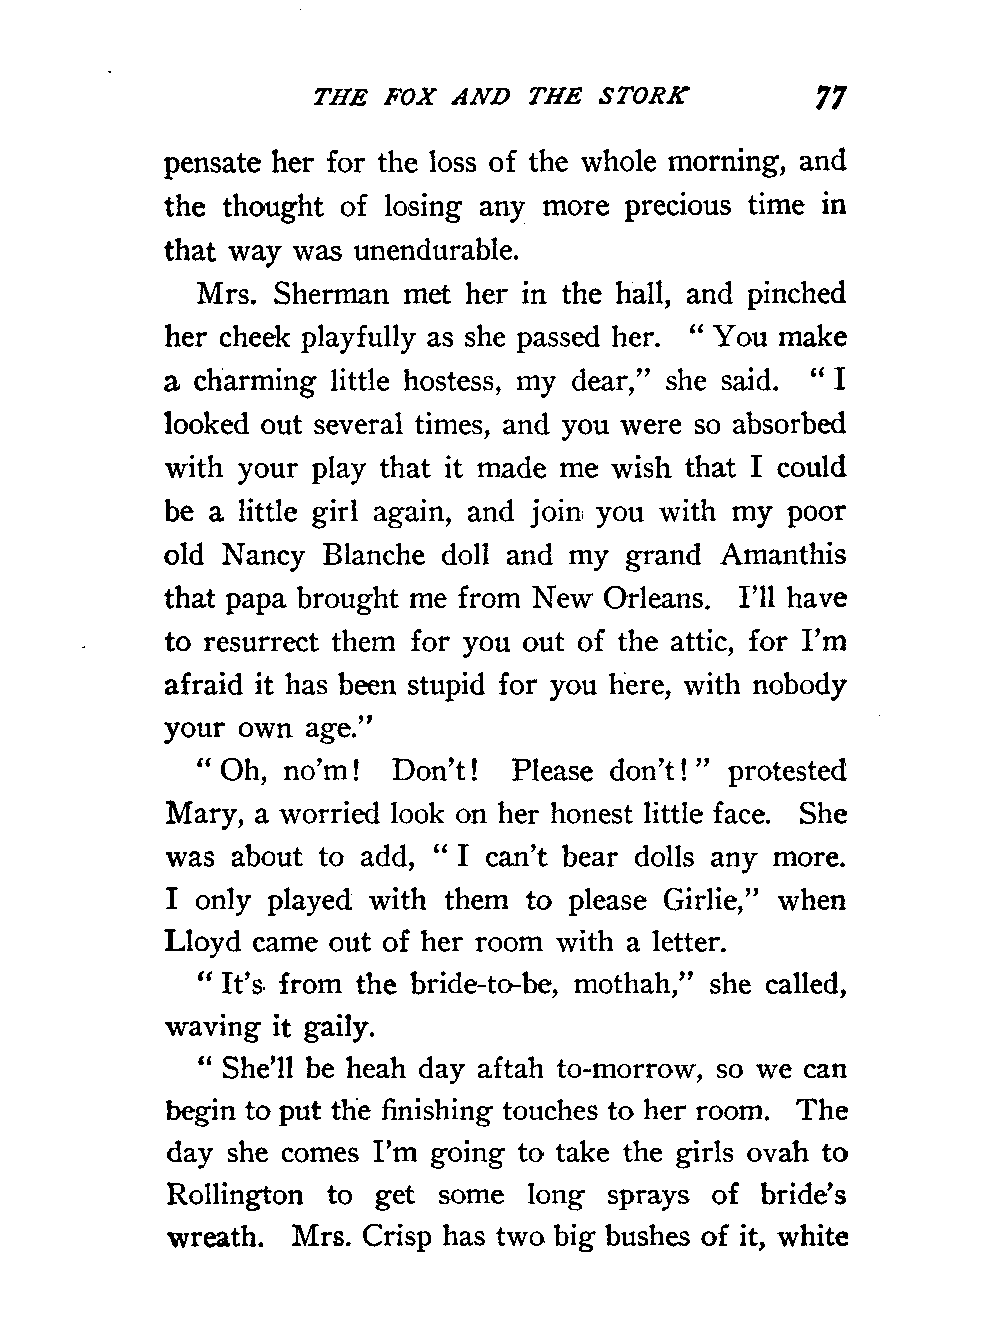 THE FOX AND THE STORK 77
pensate her for the loss of the whole morning, and
the thought of losing any more precious time in
that way was unendurable.
Mrs. Sherman met her in the hall, and pinched
her cheek playfully as she passed her. “ You make
a charming little hostess, my dear,” she said. “ I
looked out several times, and you were so absorbed
with your play that it made me wish that I could
be a little girl again, and join you with my poor
old Nancy Blanche doll and my grand Amanthis
that papa brought me from New Orleans. I’ll have
to resurrect them for you out of the attic, for I’m
afraid it has been stupid for you here, with nobody
your own age.”
“ Oh, no’m! Don’t! Please don’t! ” protested
Mary, a worried look on her honest little face. She
was about to add, “ I can’t bear dolls any more.
I only played with them to please Girlie,” when
Lloyd came out of her room with a letter.
“ It’s from the bride-to-be, mothah,” she called,
waving it gaily.
“ She’ll be heah day aftah to-morrow, so we can
begin to put the finishing touches to her room. The
day she comes I’m going to take the girls ovah to
Rollington to get some long sprays of bride’s
wreath. Mrs. Crisp has two big bushes of it, white